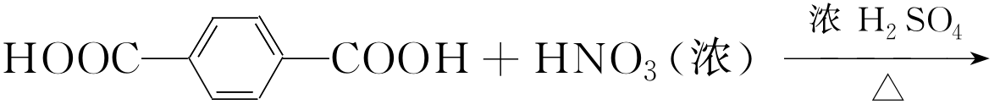 浓 H₂SO₄
HOOC COOH + HNO₃(浓)
△